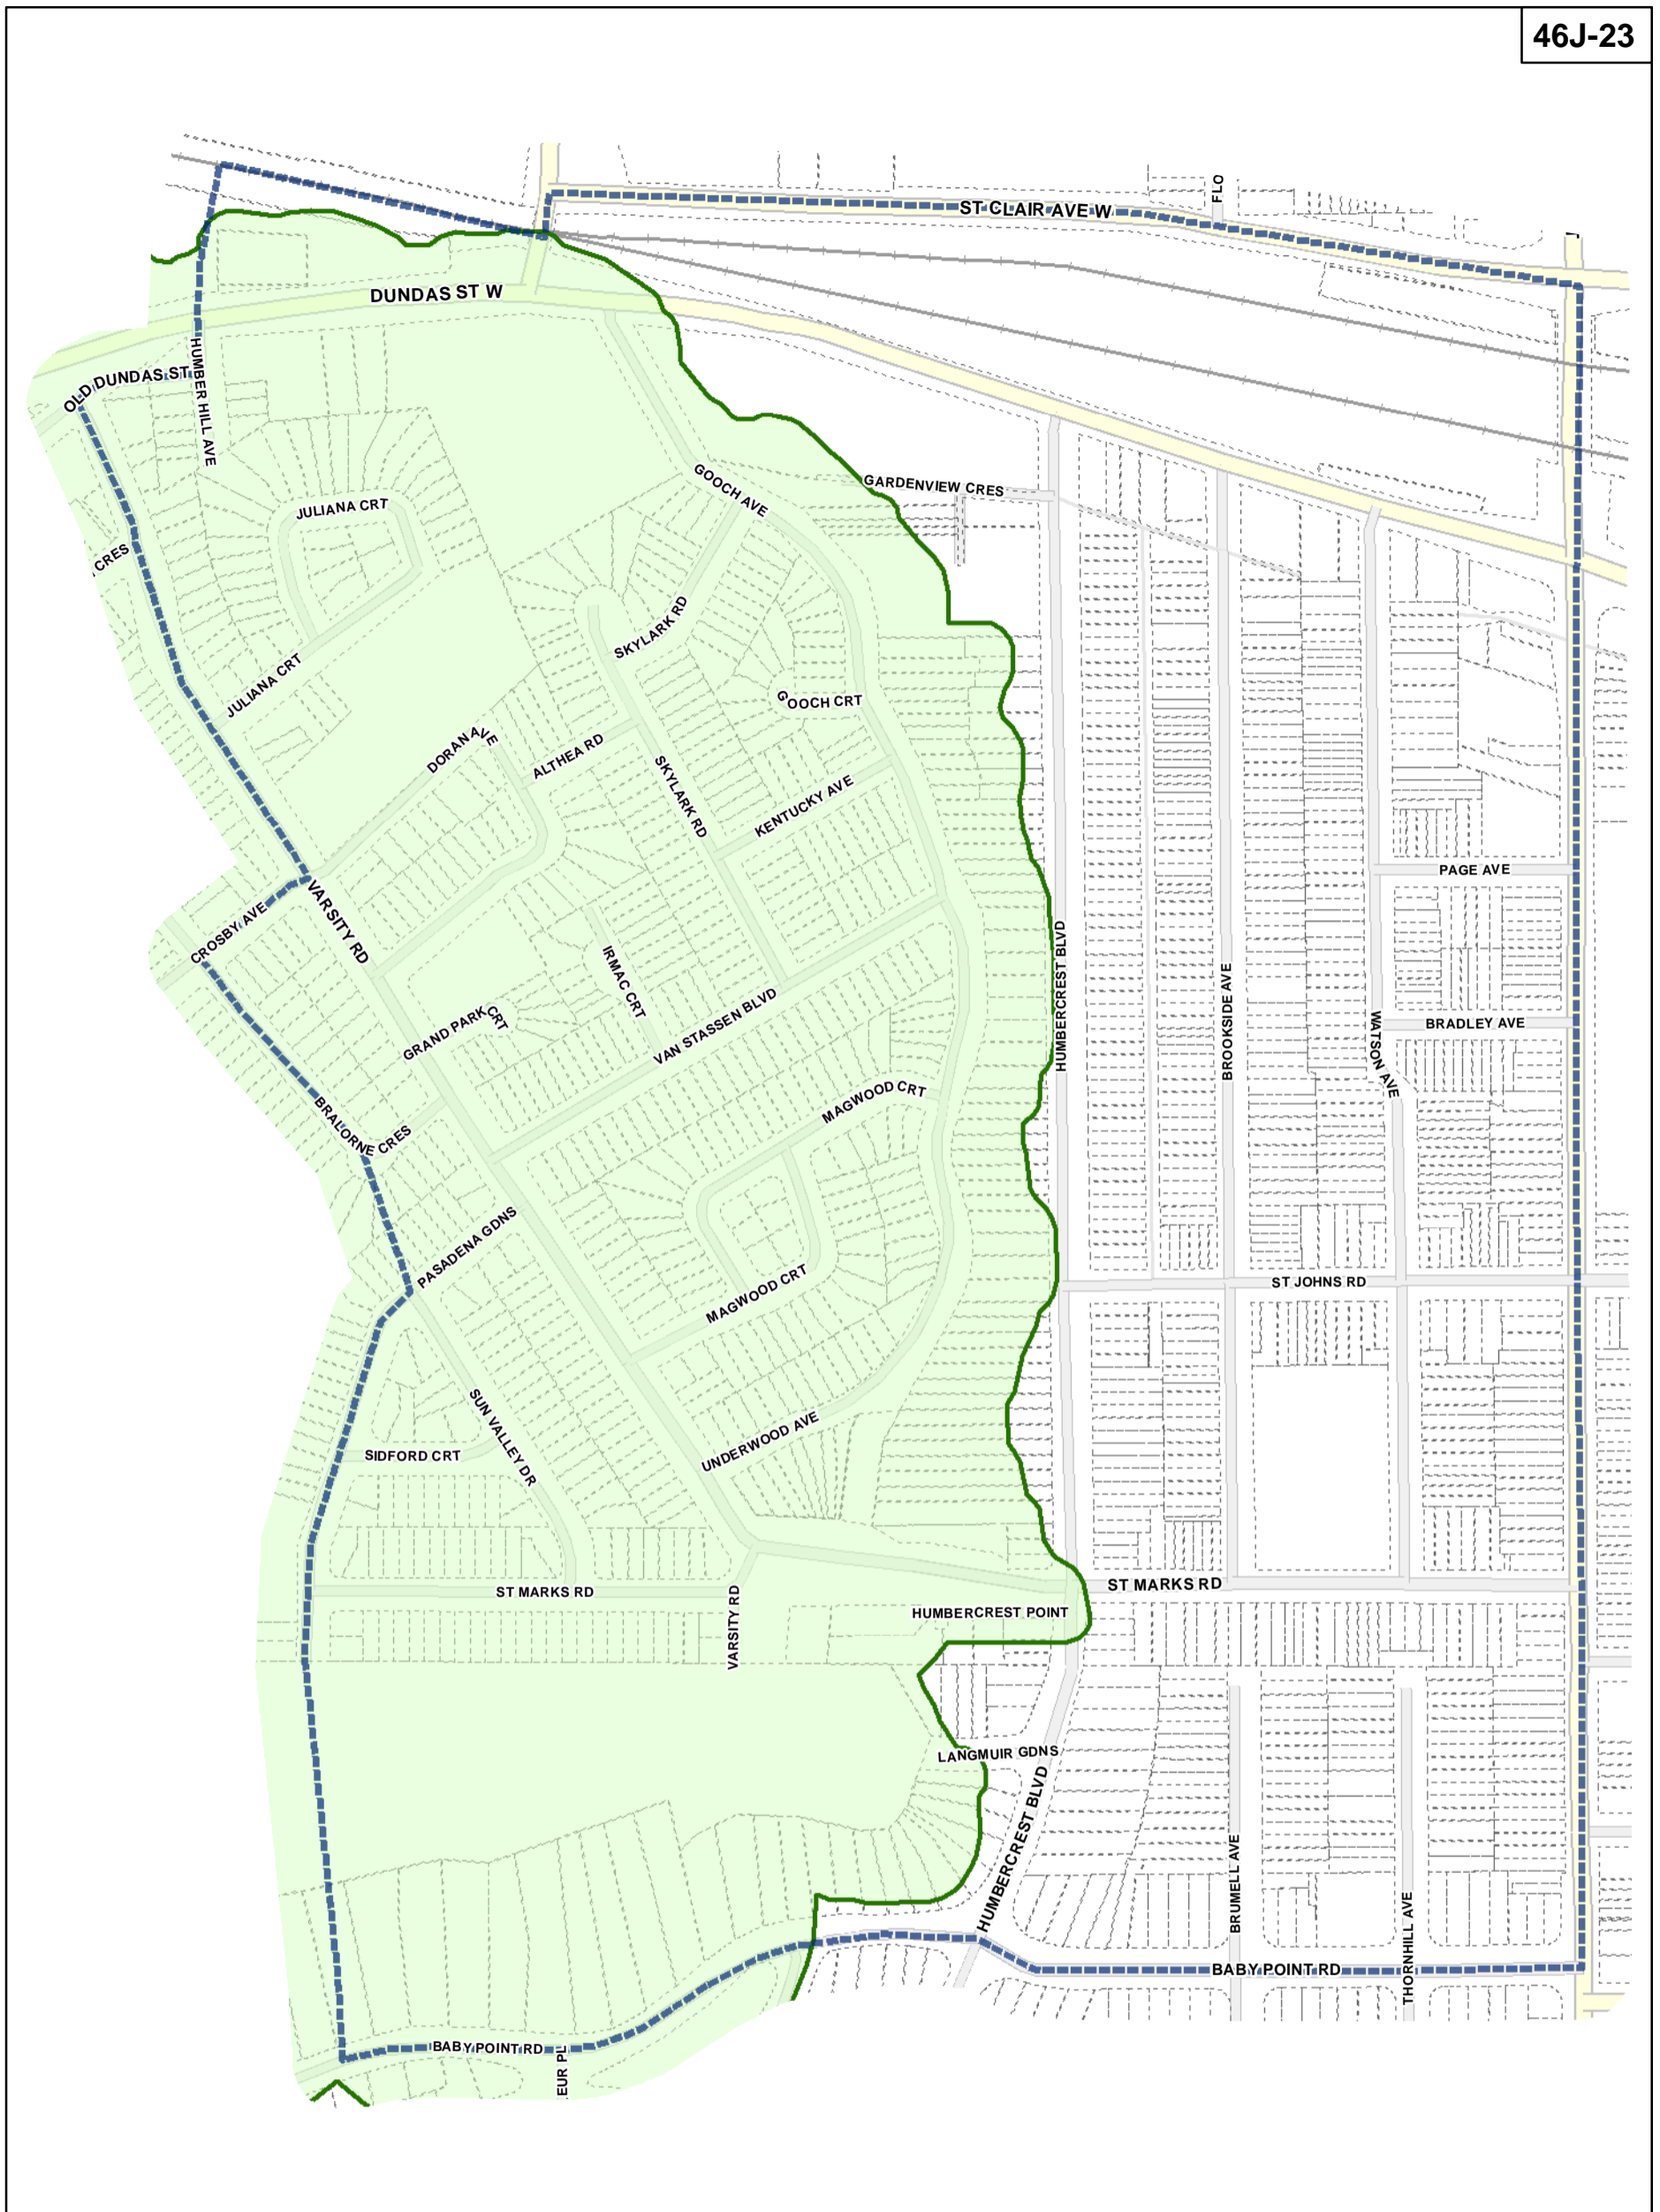 46J-23
FLO
ST CLAIR AVE W
DUNDAS ST W
OLD DUNDAS ST
HUMBER HILL AVE
GOOCH AVE
GARDENVIEW CRES
JULIANA CRT
CRES
SKYLARK RD
JULIANA CRT
GOOCH CRT
DORAN AVE
ALTHEA RD
SKYLARK RD
KENTUCKY AVE
PAGE AVE
VARSITY RD
CROSBY AVE
HUMBERCREST BLVD
BROOKSIDE AVE
IRMAC CRT
GRAND PARK CRT
VAN STASSEN BLVD
WATSON AVE
BRADLEY AVE
MAGWOOD CRT
BRALORNE CRES
PASADENA GDNS
MAGWOOD CRT
ST JOHNS RD
SUN VALLEY DR
UNDERWOOD AVE
SIDFORD CRT
ST MARKS RD
ST MARKS RD
VARSITY RD
HUMBERCREST POINT
LANGMUIR GDNS
HUMBERCREST BLVD
BRUMELL AVE
THORNHILL AVE
BABY POINT RD
BABY POINT RD
EUR PL